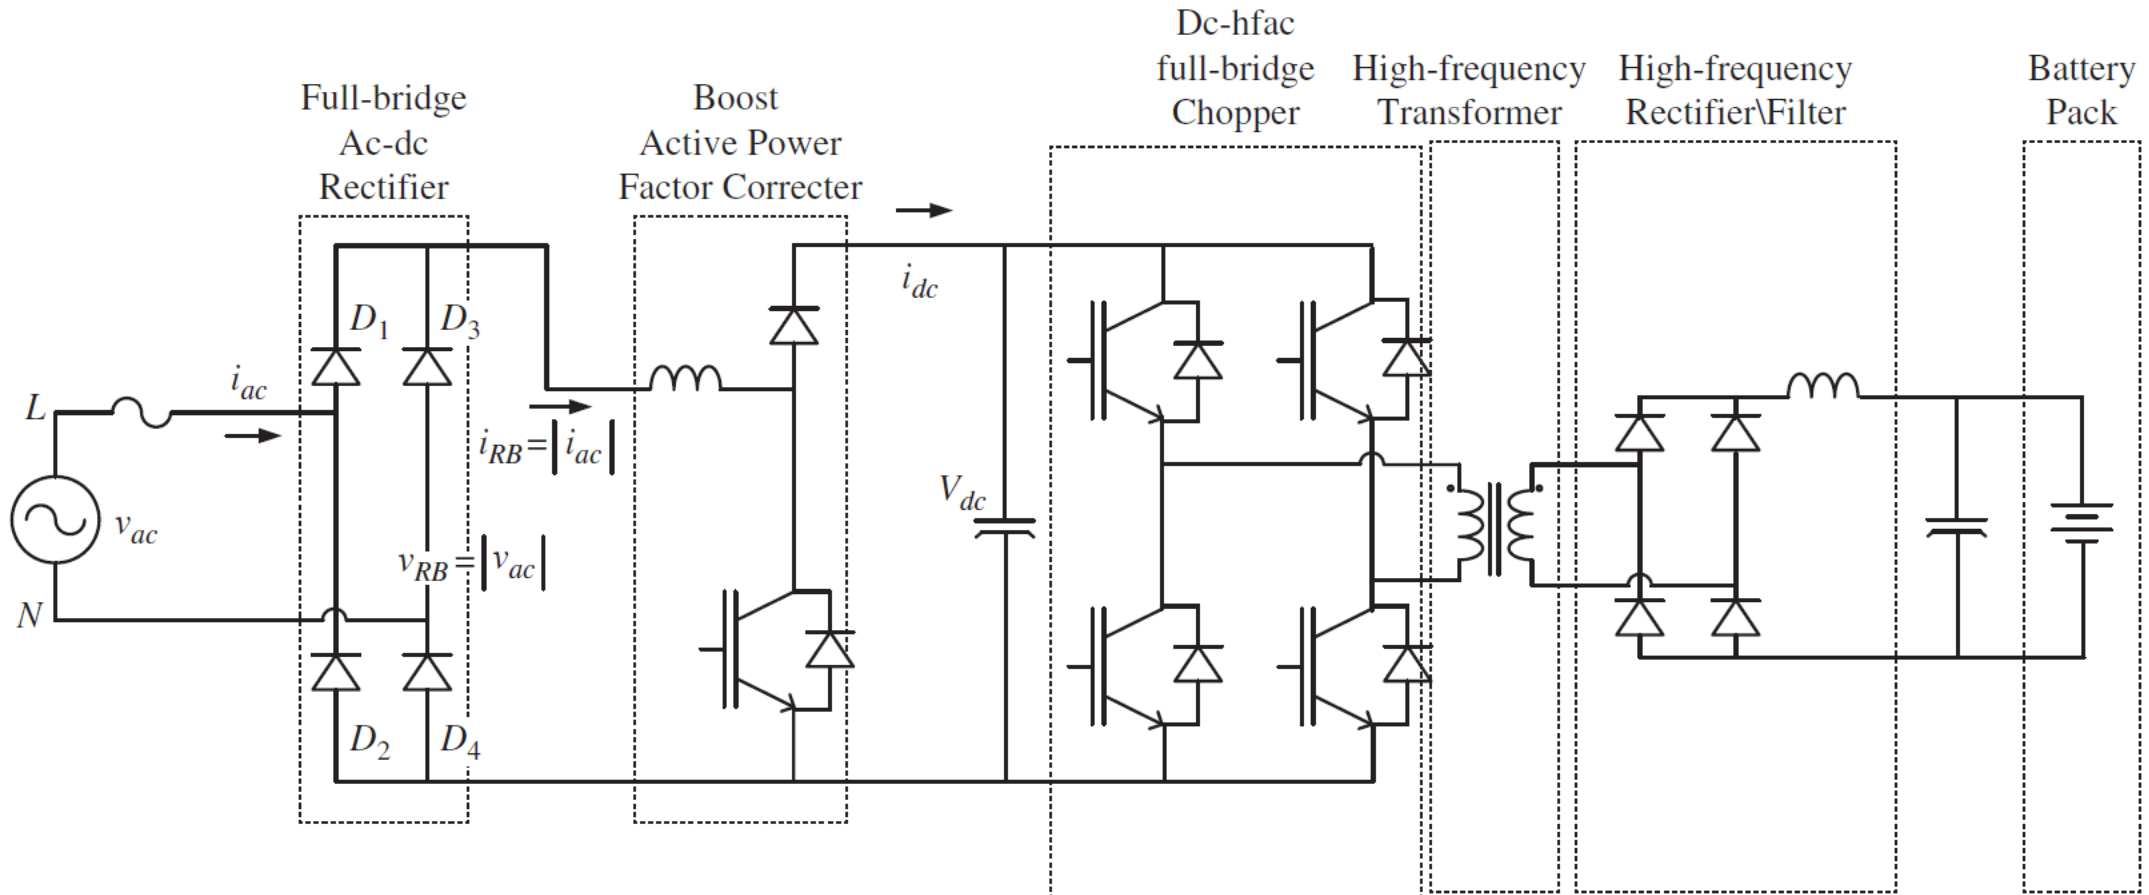 Full-bridge
Ac-dc
Rectifier
Boost
Active Power
Factor Correcter
Dc-hfac
full-bridge
Chopper
High-frequency
Transformer
High-frequency
Rectifier\Filter
Battery
Pack
L
i_ac
D_1
D_3
i_RB=|i_ac|
i_dc
v_ac
v_RB=|v_ac|
V_dc
N
D_2
D_4